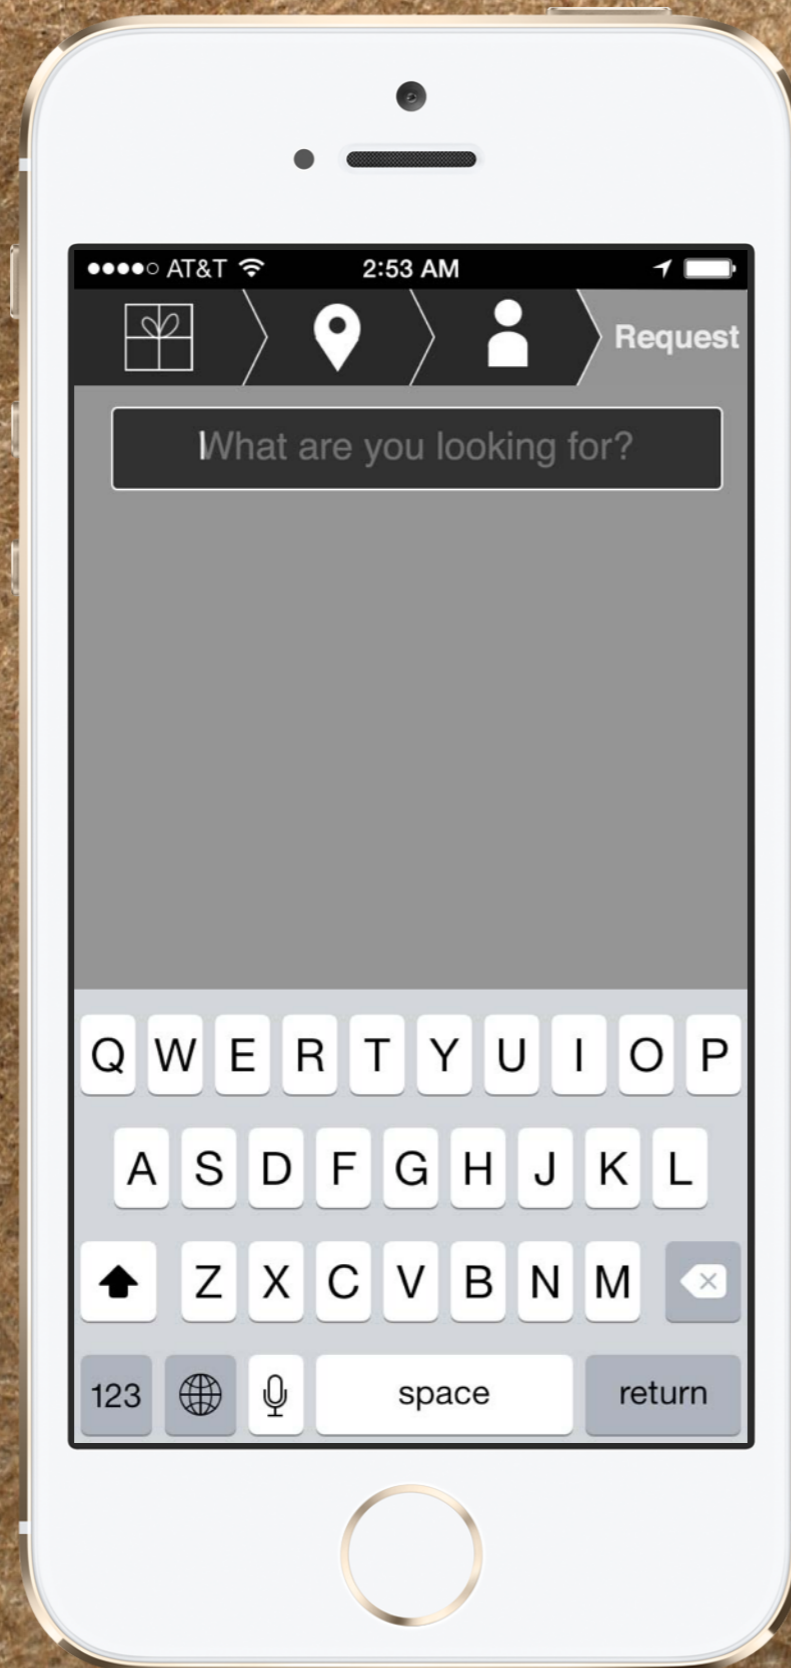 AT&T 2:53 AM
Request
What are you looking for?
Q W E R T Y U I O P
A S D F G H J K L
Z X C V B N M
123 space return